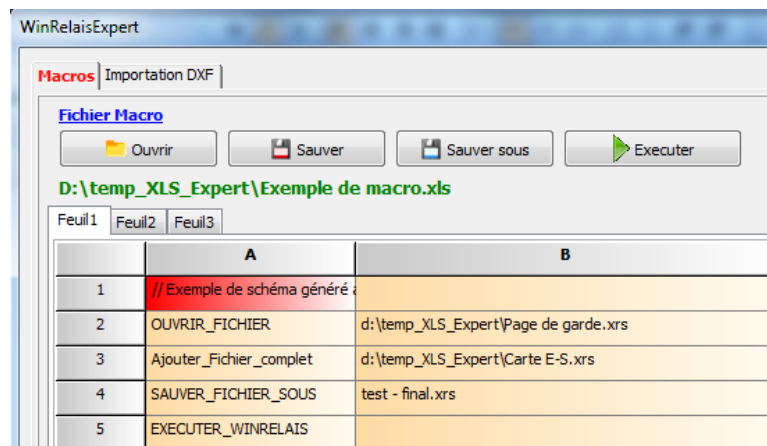 WinRelaisExpert
Macros Importation DXF
Fichier Macro
Ouvrir Sauver Sauver sous Executer
D:\temp_XLS_Expert\Exemple de macro.xls
Feuil1 Feuil2 Feuil3
A B
1 // Exemple de schéma généré
2 OUVRIR_FICHIER d:\temp_XLS_Expert\Page de garde.xrs
3 Ajouter_Fichier_complet d:\temp_XLS_Expert\Carte E-S.xrs
4 SAUVER_FICHIER_SOUS test - final.xrs
5 EXECUTER_WINRELAIS